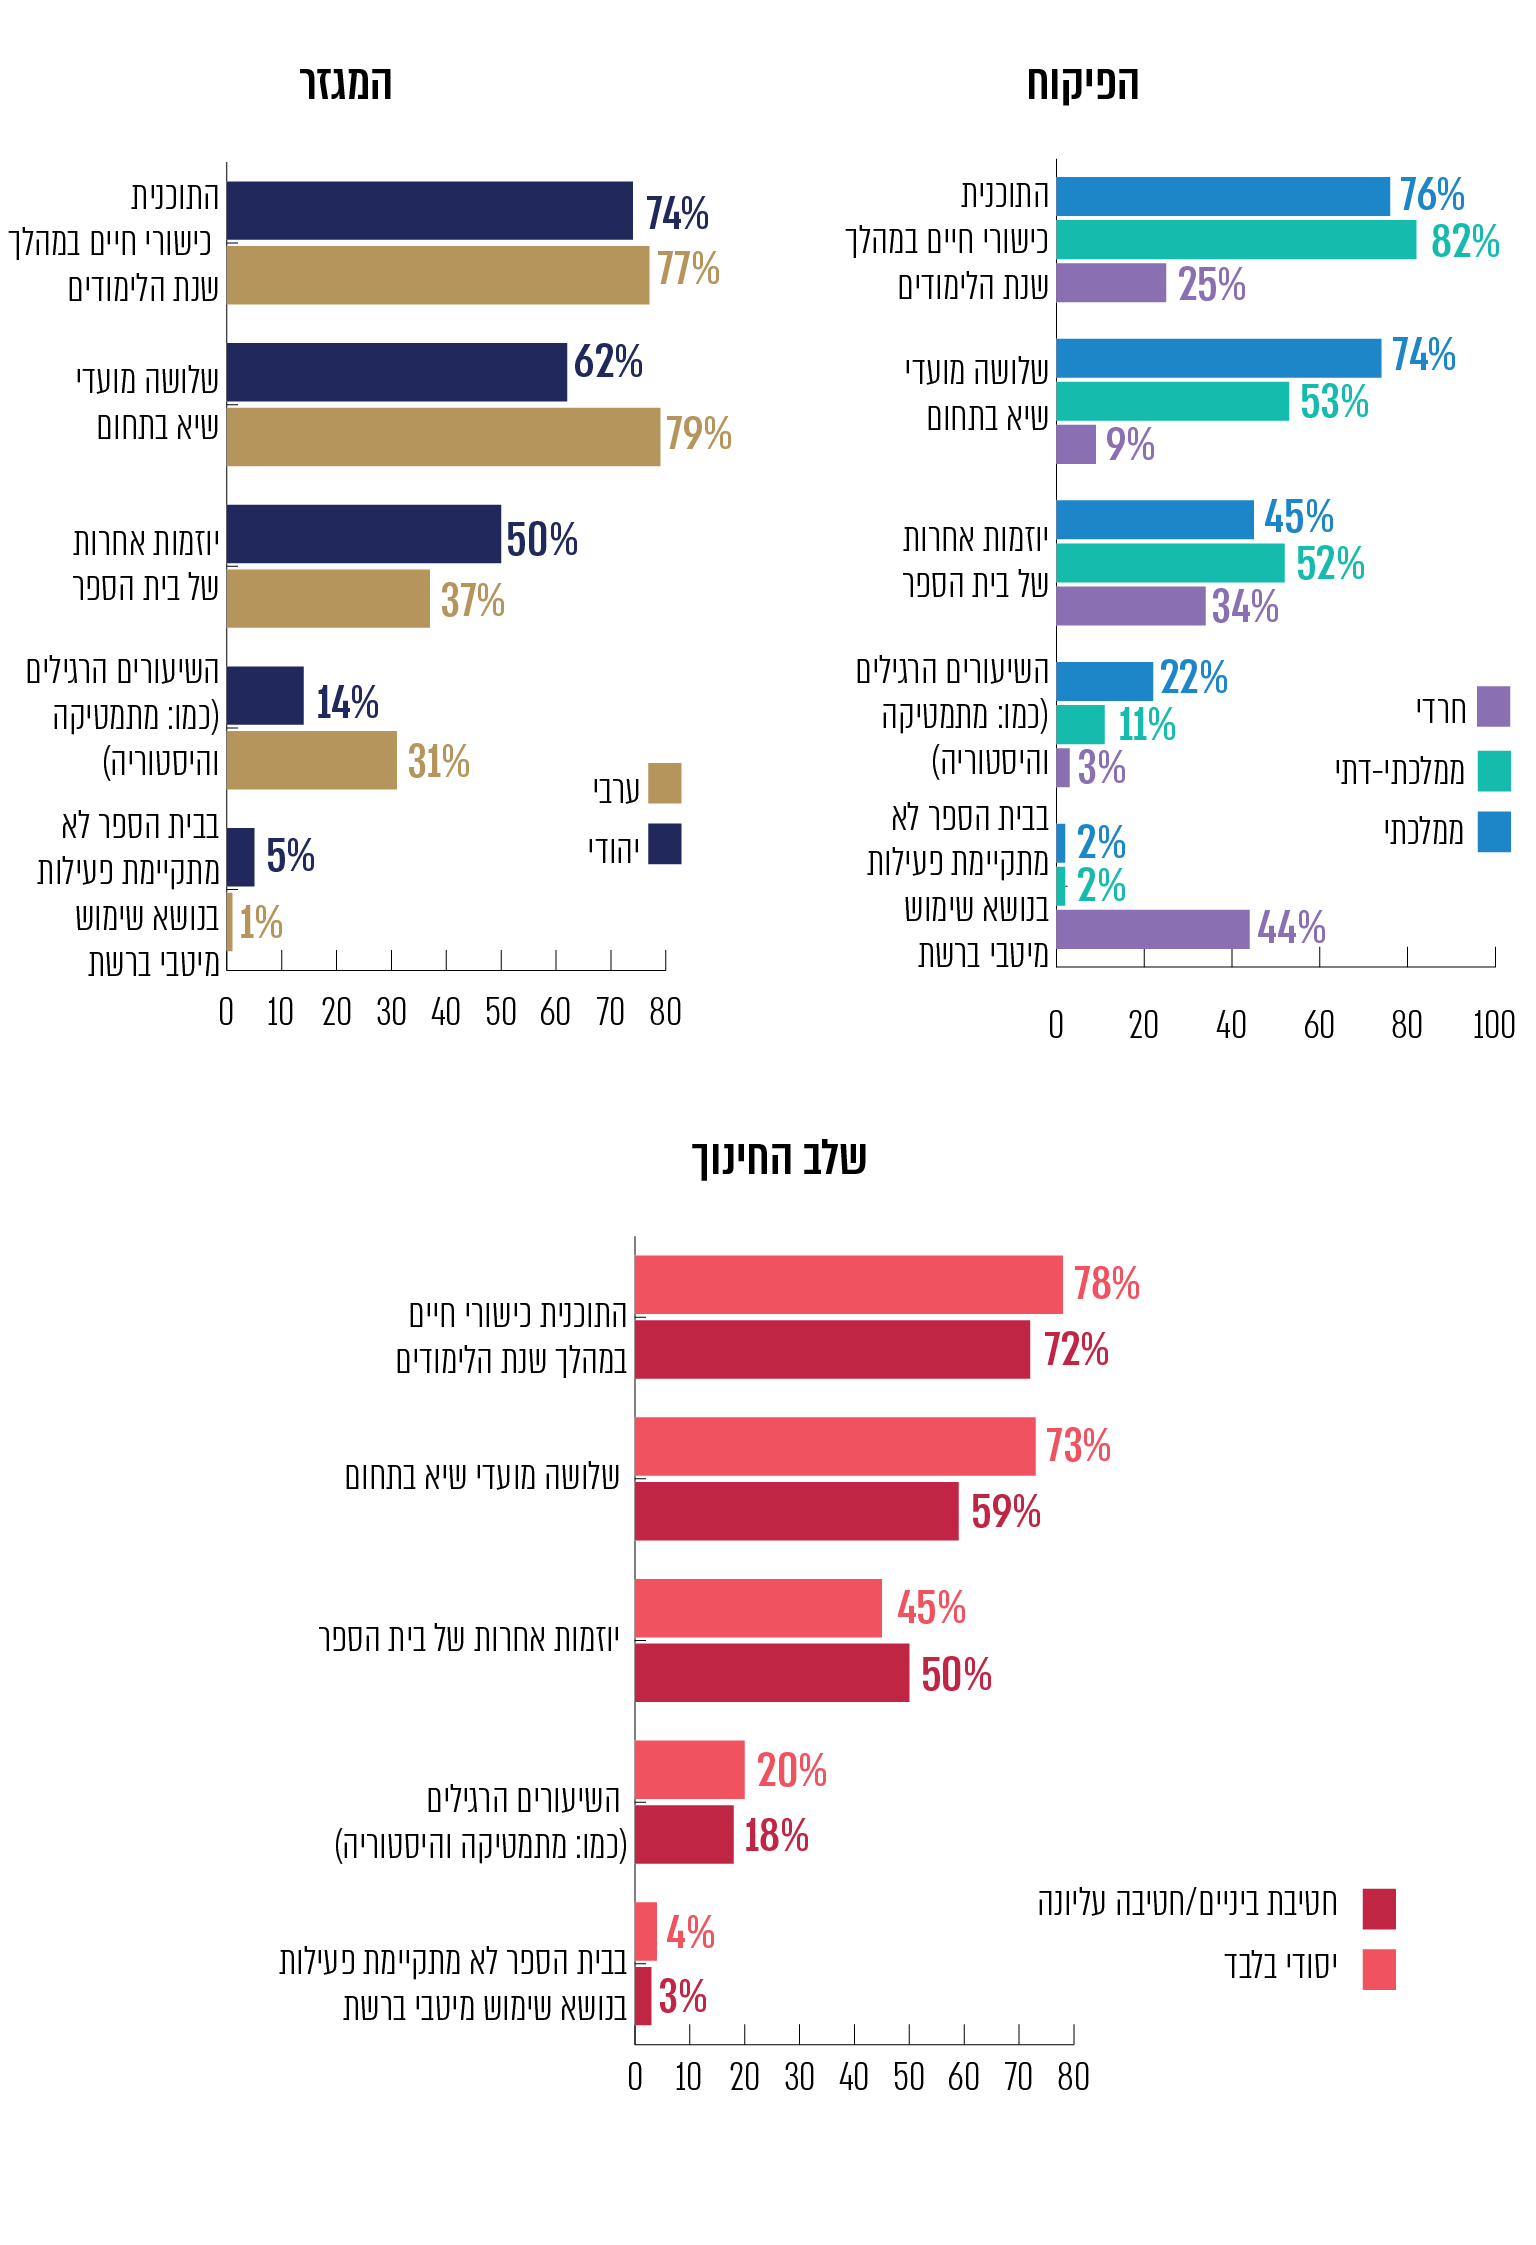 הפיקוח
התוכנית
כישורי חיים במהלך
שנת הלימודים
76%
82%
25%
שלושה מועדי
שיא בתחום
74%
53%
9%
יוזמות אחרות
של בית הספר
45%
52%
34%
השיעורים הרגילים
(כמו: מתמטיקה
והיסטוריה)
22%
11%
3%
בבית הספר לא
מתקיימת פעילות
בנושא שימוש
מיטבי ברשת
2%
2%
44%
חרדי
ממלכתי-דתי
ממלכתי
0 20 40 60 80 100
המגזר
התוכנית
כישורי חיים במהלך
שנת הלימודים
74%
77%
שלושה מועדי
שיא בתחום
62%
79%
יוזמות אחרות
של בית הספר
50%
37%
השיעורים הרגילים
(כמו: מתמטיקה
והיסטוריה)
14%
31%
בבית הספר לא
מתקיימת פעילות
בנושא שימוש
מיטבי ברשת
5%
1%
ערבי
יהודי
0 10 20 30 40 50 60 70 80
שלב החינוך
התוכנית כישורי חיים
במהלך שנת הלימודים
78%
72%
שלושה מועדי שיא בתחום
73%
59%
יוזמות אחרות של בית הספר
45%
50%
השיעורים הרגילים
(כמו: מתמטיקה והיסטוריה)
20%
18%
בבית הספר לא מתקיימת פעילות
בנושא שימוש מיטבי ברשת
4%
3%
חטיבת ביניים/חטיבה עליונה
יסודי בלבד
0 10 20 30 40 50 60 70 80